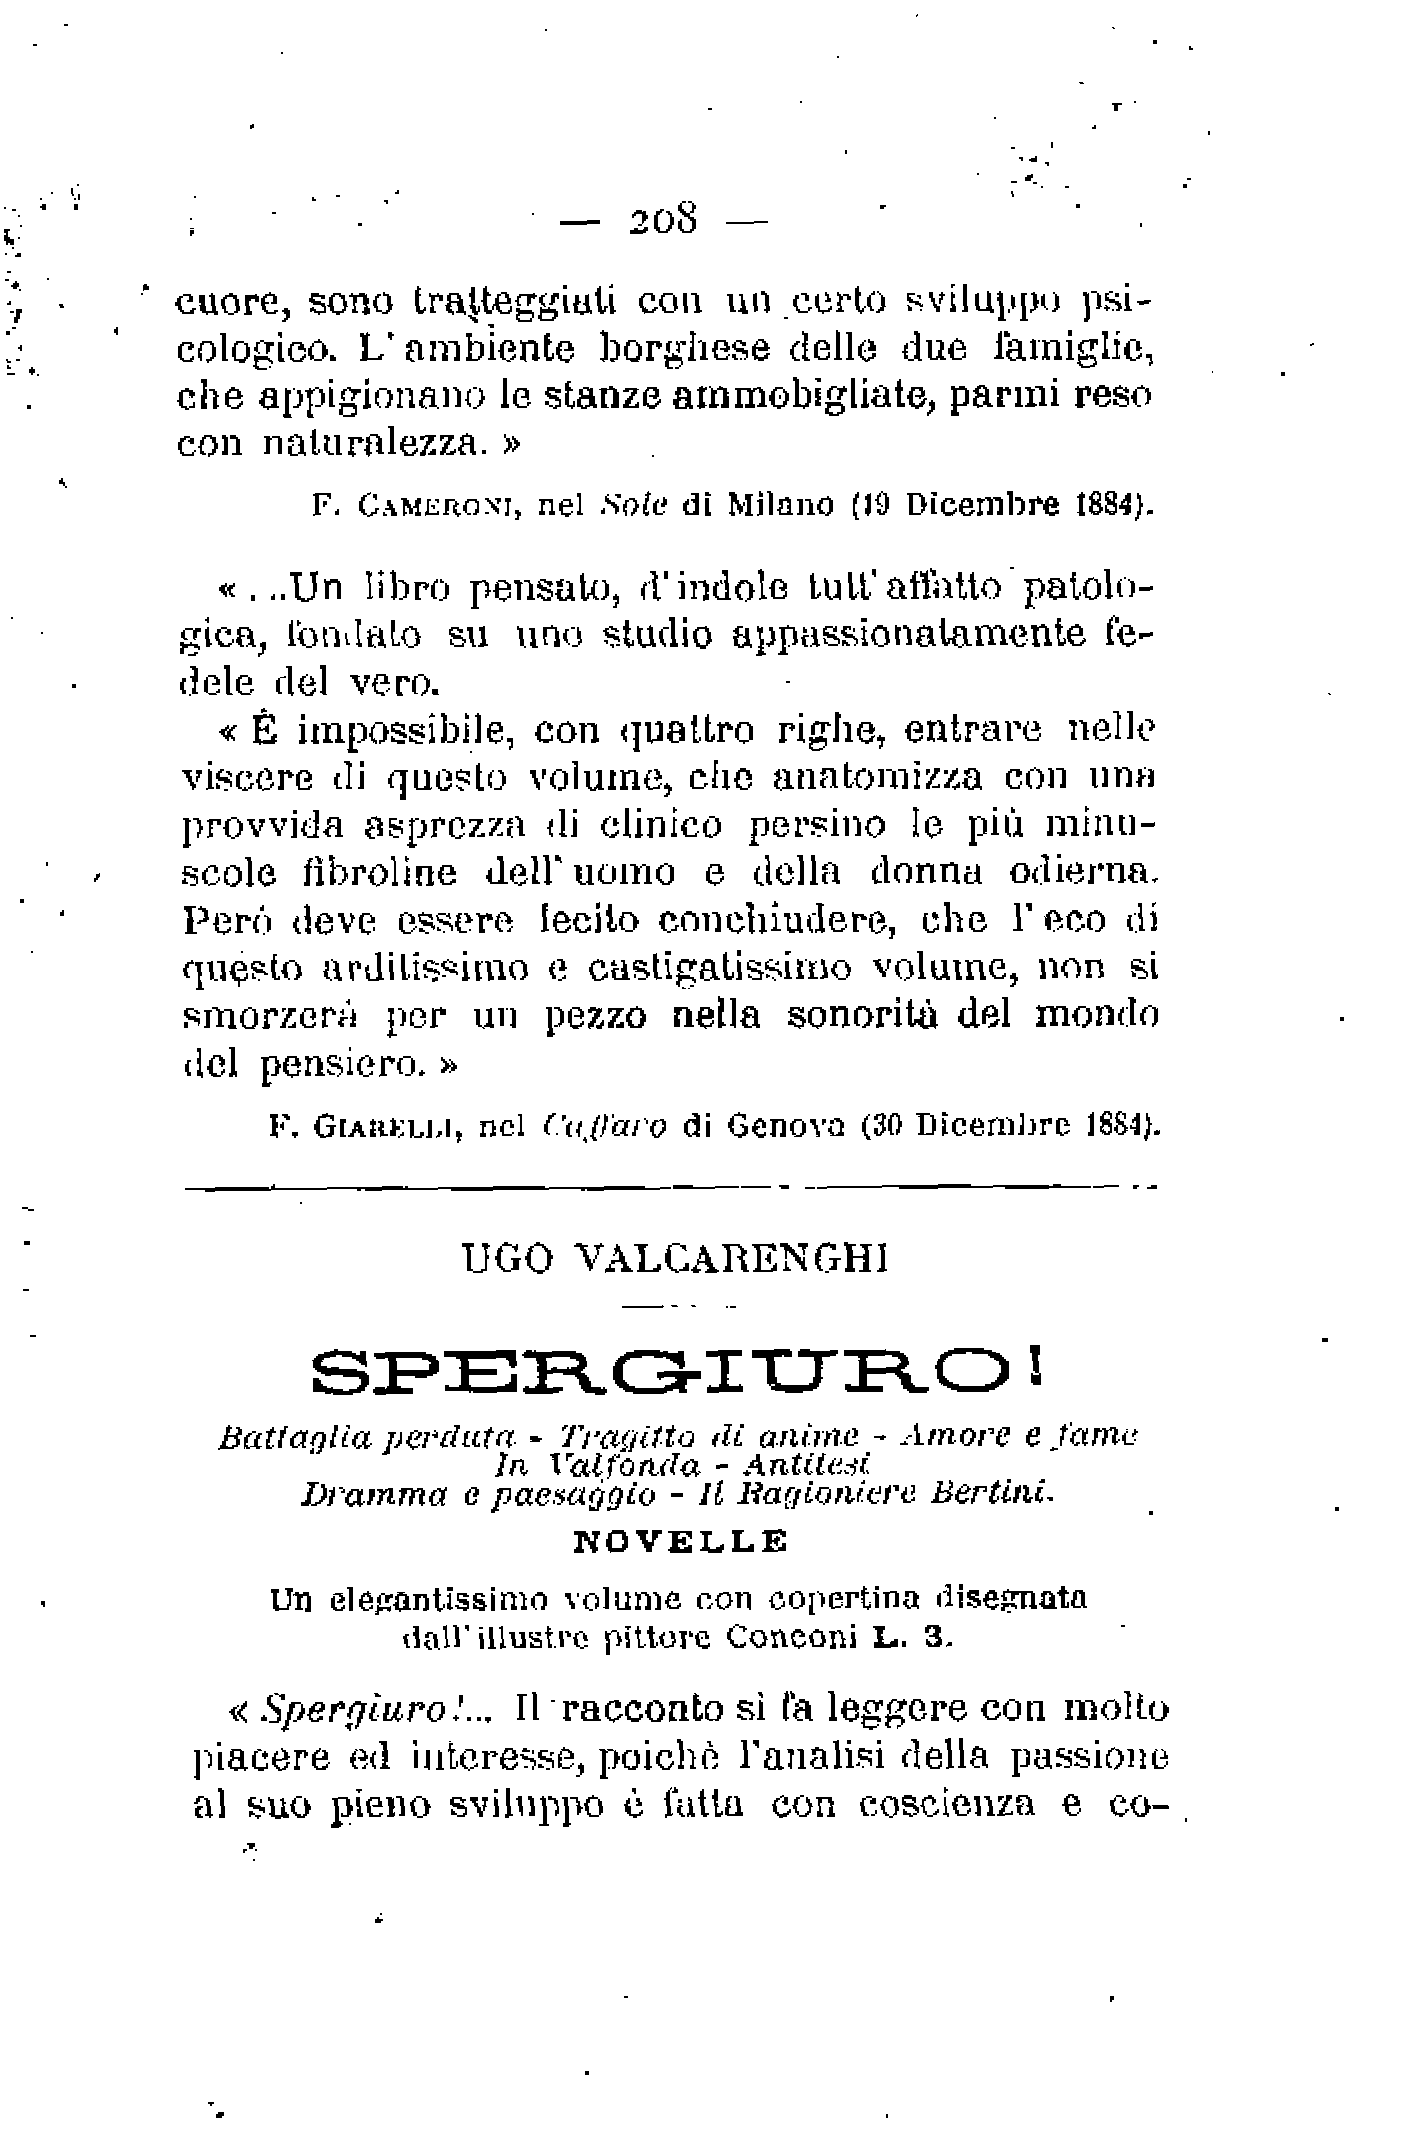 — 208 —
cuore, sono tratteggiati con un certo sviluppo psi-
cologico. L'ambiente borghese delle due famiglie,
che appigionano le stanze ammobigliate, parmi reso
con naturalezza. »
F. CAMERONI, nel Sole di Milano (19 Dicembre 1884).
« ...Un libro pensato, d'indole tutt'affatto patolo-
gica, fondato su uno studio appassionatamente fe-
dele del vero.
« È impossibile, con quattro righe, entrare nelle
viscere di questo volume, che anatomizza con una
provvida asprezza di clinico persino le più minu-
scole fibroline dell'uomo e della donna odierna.
Però deve essere lecito conchiudere, che l'eco di
questo arditissimo e castigatissimo volume, non si
smorzerà per un pezzo nella sonorità del mondo
del pensiero. »
F. GIARELLI, nel Caffaro di Genova (30 Dicembre 1884).
UGO VALCARENGHI
SPERGIURO!
Battaglia perduta - Tragitto di anime - Amore e fame
In Valfonda - Antitesi
Dramma e paesaggio - Il Ragioniere Bertini.
NOVELLE
Un elegantissimo volume con copertina disegnata
dall'illustre pittore Conconi L. 3.
« Spergiuro!... Il racconto si fa leggere con molto
piacere ed interesse, poichè l'analisi della passione
al suo pieno sviluppo è fatta con coscienza e co-